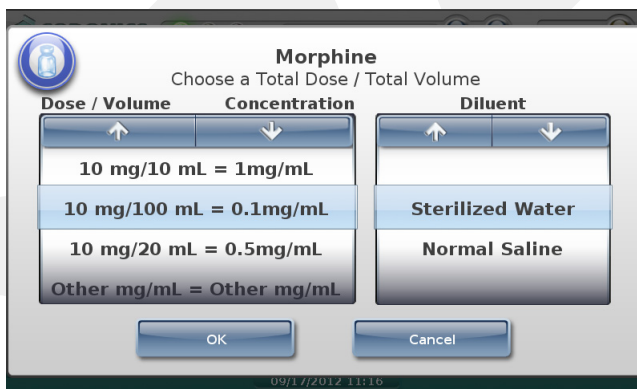 Morphine
Choose a Total Dose / Total Volume
Dose / Volume Concentration Diluent
10 mg/10 mL = 1mg/mL
10 mg/100 mL = 0.1mg/mL Sterilized Water
10 mg/20 mL = 0.5mg/mL Normal Saline
Other mg/mL = Other mg/mL
OK Cancel
09/17/2012 11:16